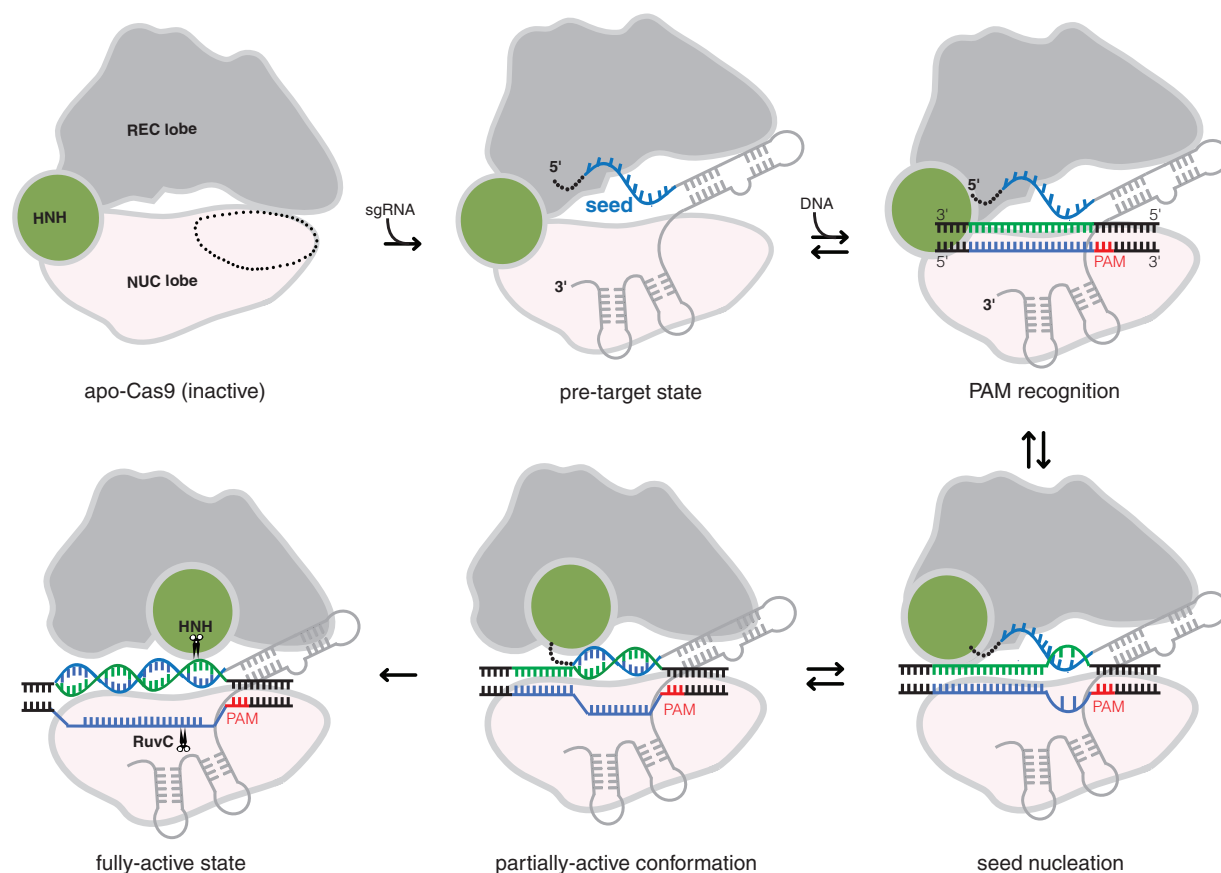 REC lobe
HNH
NUC lobe
apo-Cas9 (inactive)
sgRNA
5'
seed
3'
pre-target state
DNA
5'
3'
5'
5'
PAM
3'
3'
PAM recognition
HNH
PAM
RuvC
fully-active state
PAM
partially-active conformation
PAM
seed nucleation